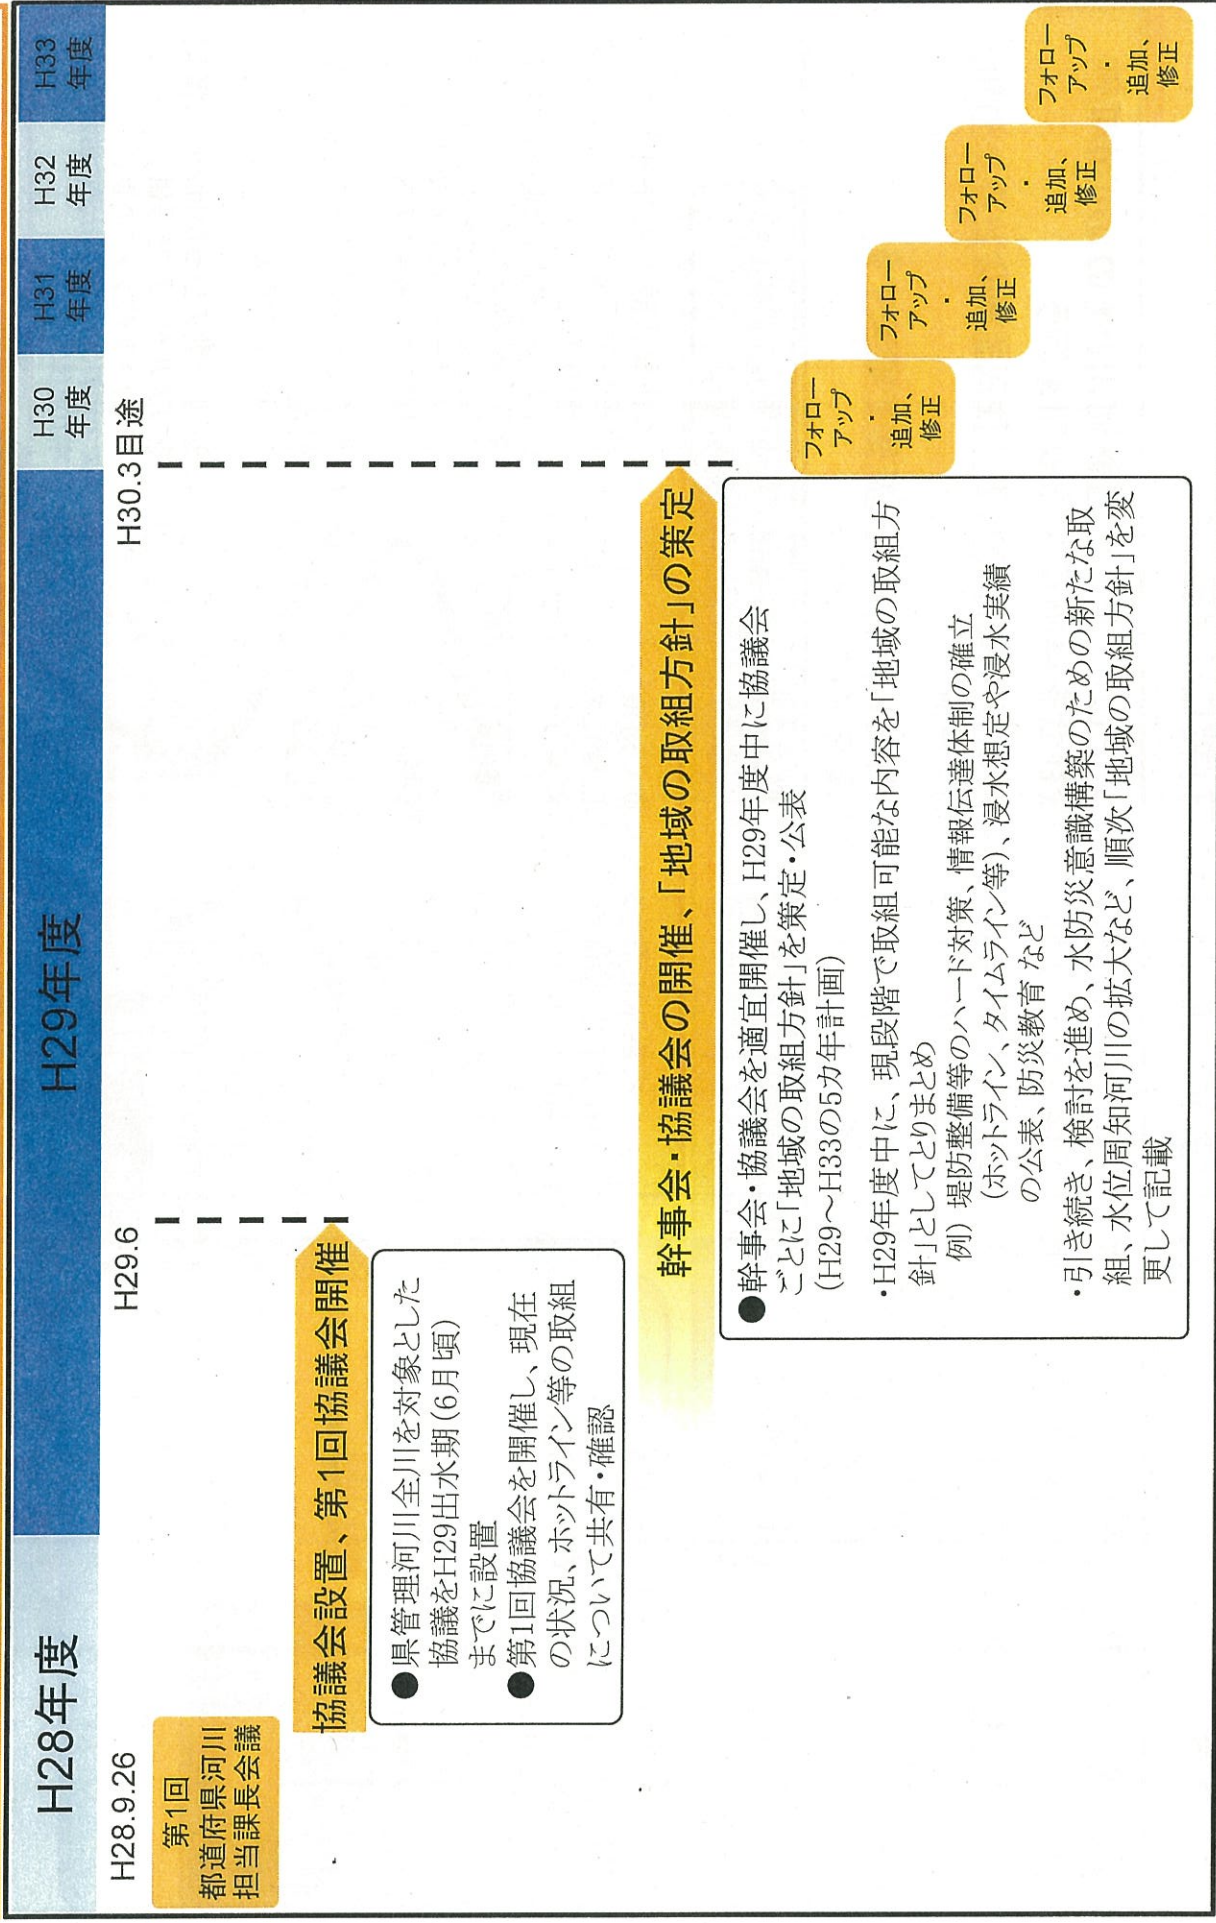 H28年度
H29年度
H30
年度
H31
年度
H32
年度
H33
年度
H28.9.26
H29.6
H30.3目途
第1回
都道府県河川
担当課長会議
協議会設置、第1回協議会開催
●県管理河川全川を対象とした
協議をH29出水期(6月頃)
までに設置
●第1回協議会を開催し、現在
の状況、ホットライン等の取組
について共有・確認
幹事会・協議会の開催、「地域の取組方針」の策定
●幹事会・協議会を適宜開催し、H29年度中に協議会
ごとに「地域の取組方針」を策定・公表
(H29～H33の5カ年計画)
・H29年度中に、現段階で取組可能な内容を「地域の取組方
針」としてとりまとめ
例) 堤防整備等のハード対策、情報伝達体制の確立
(ホットライン、タイムライン等)、浸水想定や浸水実績
の公表、防災教育 など
・引き続き、検討を進め、水防災意識構築のための新たな取
組、水位周知河川の拡大など、順次「地域の取組方針」を変
更して記載
フォロー
アップ
・
追加、
修正
フォロー
アップ
・
追加、
修正
フォロー
アップ
・
追加、
修正
フォロー
アップ
・
追加、
修正